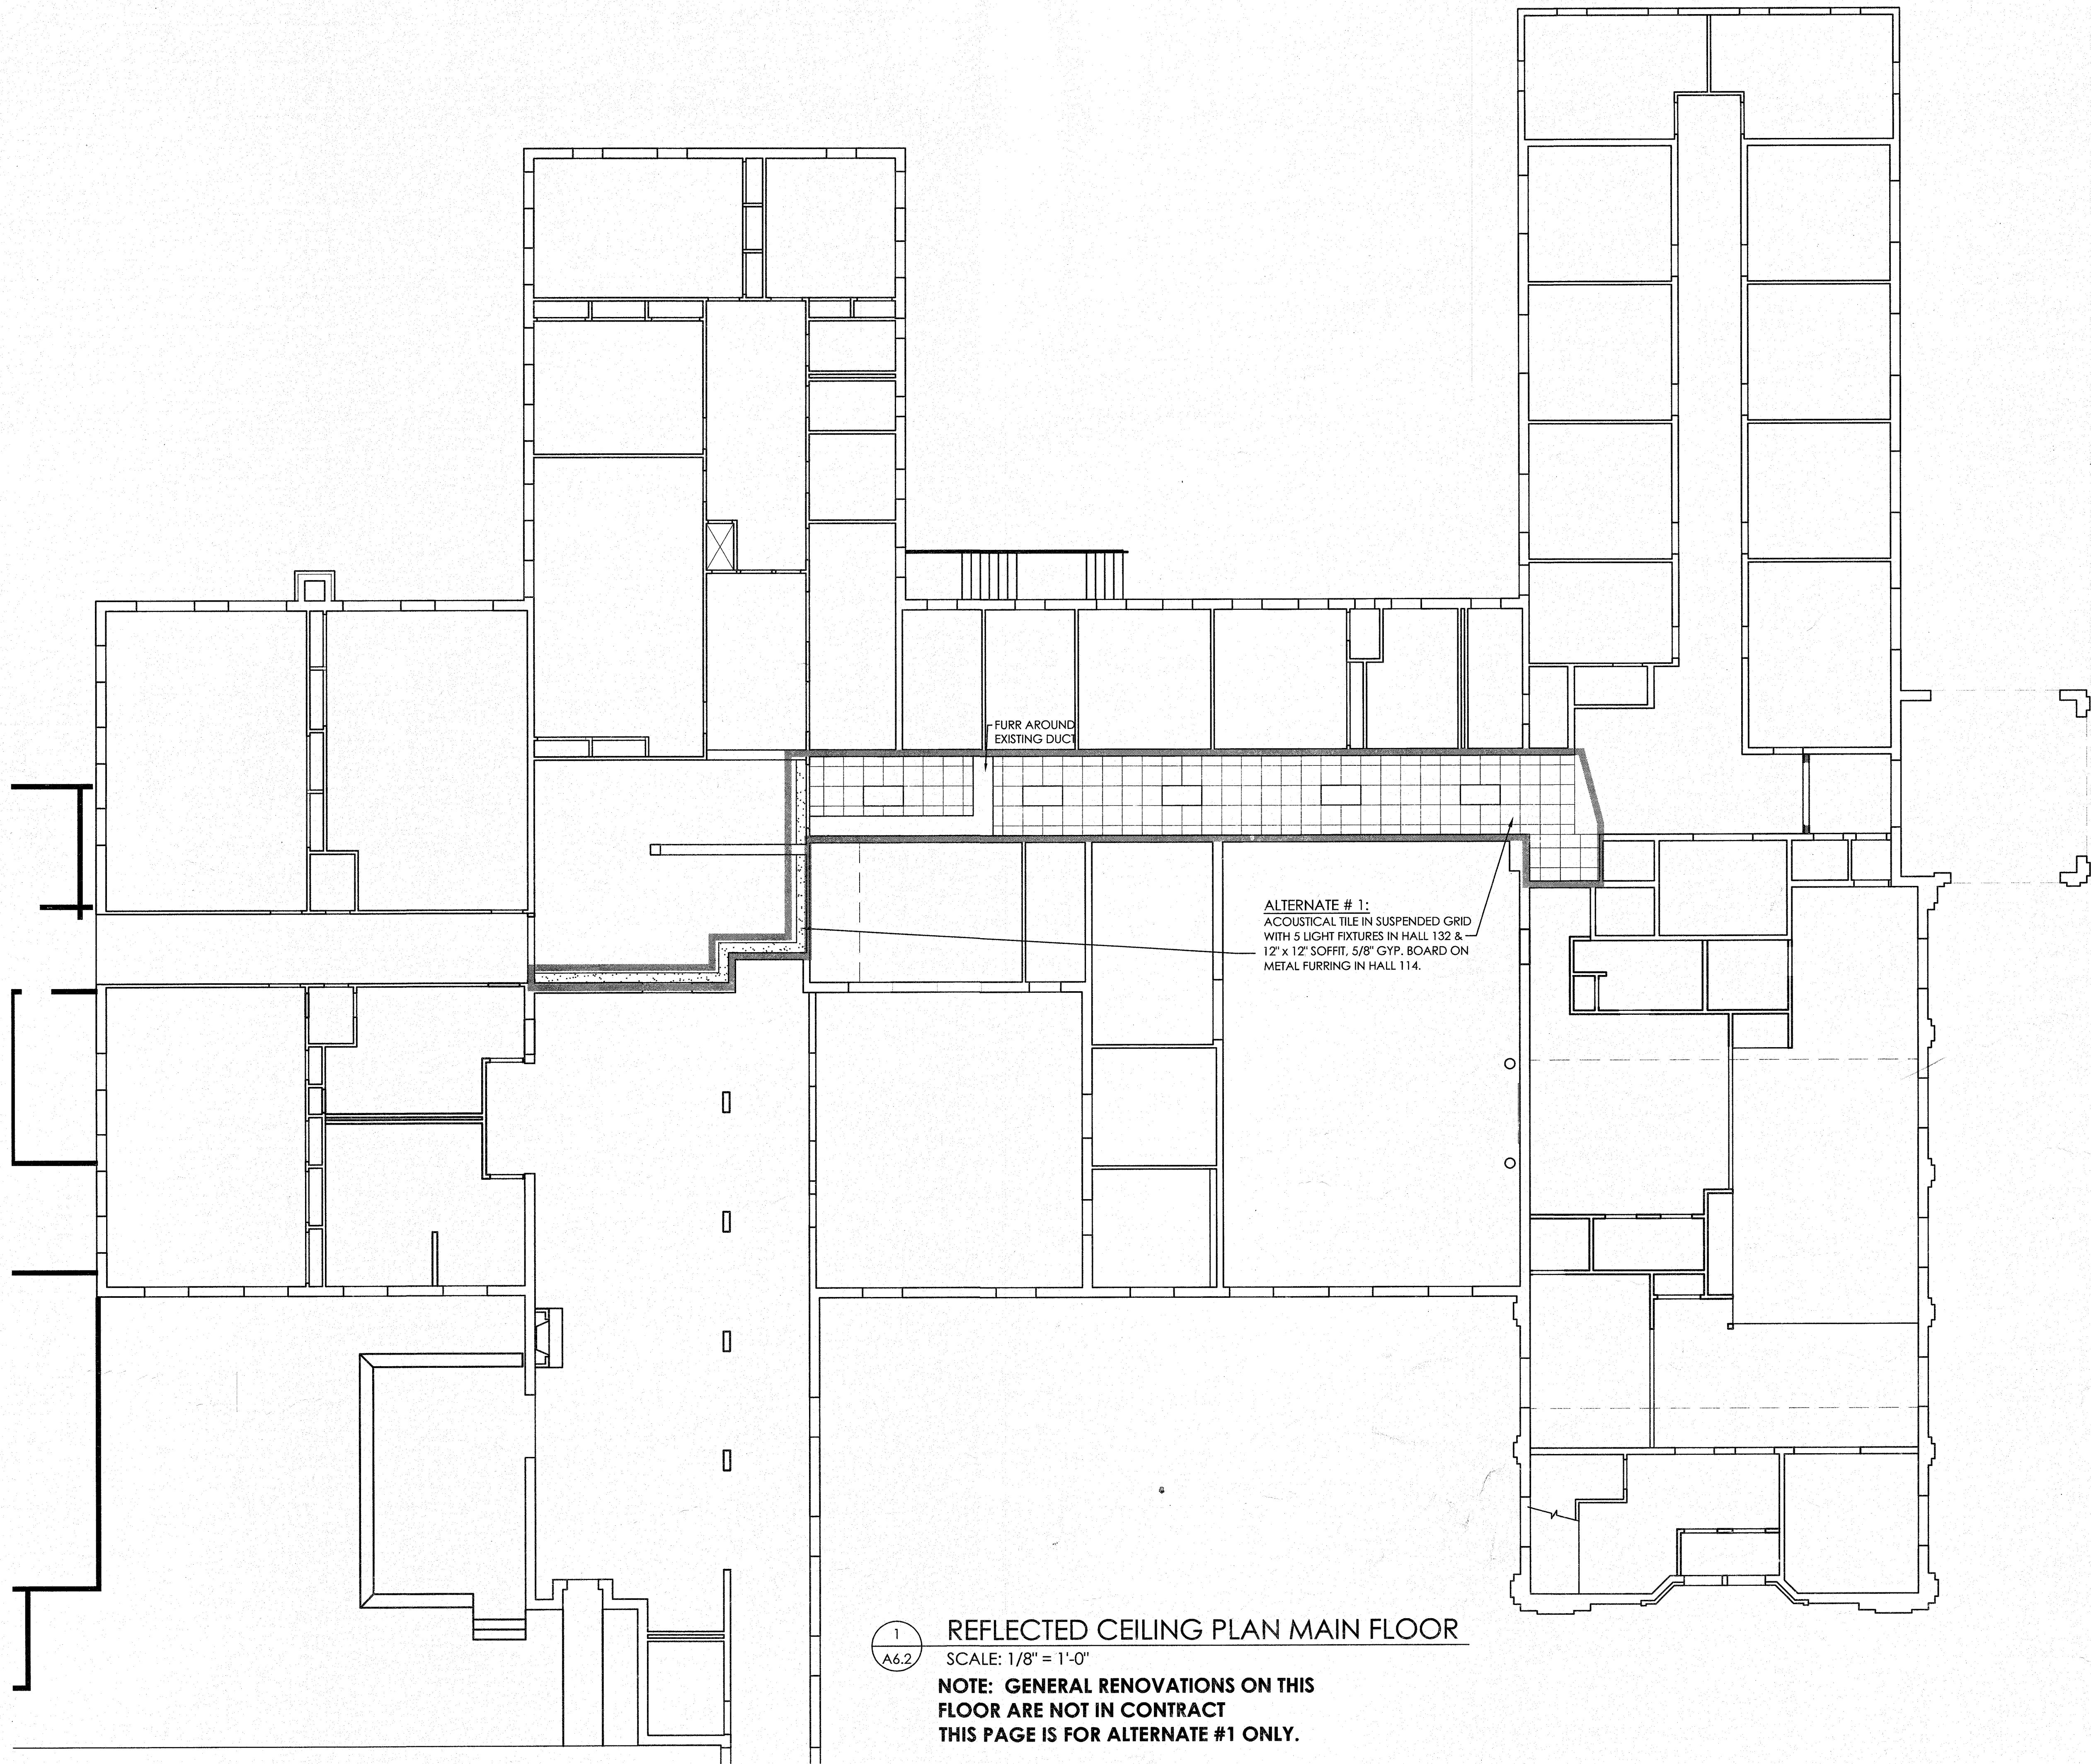 FURR AROUND
EXISTING DUCT
ALTERNATE # 1:
ACOUSTICAL TILE IN SUSPENDED GRID
WITH 5 LIGHT FIXTURES IN HALL 132 &
12" x 12" SOFFIT, 5/8" GYP. BOARD ON
METAL FURRING IN HALL 114.
1
A6.2
REFLECTED CEILING PLAN MAIN FLOOR
SCALE: 1/8" = 1'-0"
NOTE: GENERAL RENOVATIONS ON THIS
FLOOR ARE NOT IN CONTRACT
THIS PAGE IS FOR ALTERNATE #1 ONLY.